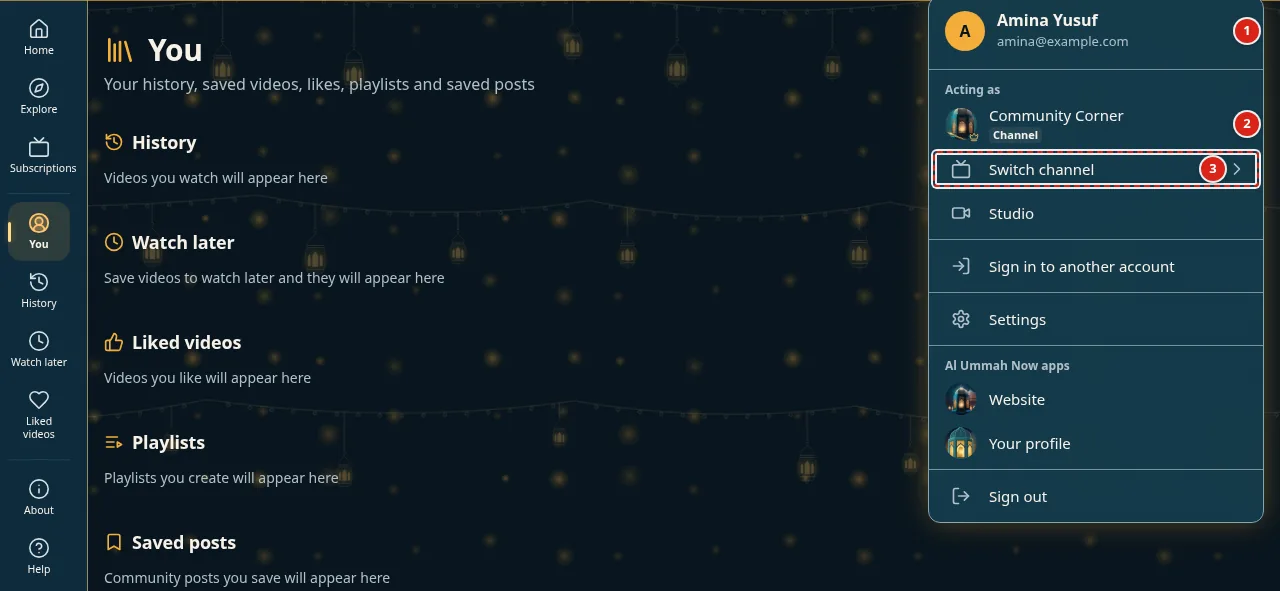 Home
Explore
Subscriptions
You
History
Watch later
Liked
videos
About
Help
You
Your history, saved videos, likes, playlists and saved posts
History
Videos you watch will appear here
Watch later
Save videos to watch later and they will appear here
Liked videos
Videos you like will appear here
Playlists
Playlists you create will appear here
Saved posts
Community posts you save will appear here
A
Amina Yusuf
amina@example.com
1
Acting as
Community Corner
Channel
2
Switch channel
3
Studio
Sign in to another account
Settings
Al Ummah Now apps
Website
Your profile
Sign out